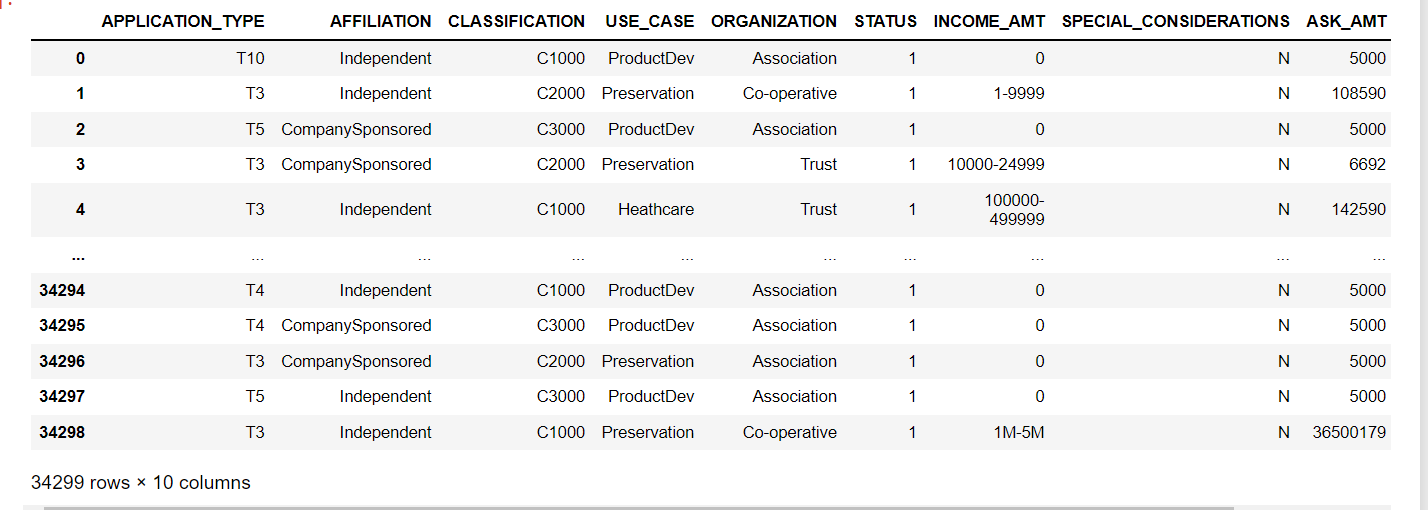 APPLICATION_TYPE AFFILIATION CLASSIFICATION USE_CASE ORGANIZATION STATUS INCOME_AMT SPECIAL_CONSIDERATIONS ASK_AMT
0 T10 Independent C1000 ProductDev Association 1 0 N 5000
1 T3 Independent C2000 Preservation Co-operative 1 1-9999 N 108590
2 T5 CompanySponsored C3000 ProductDev Association 1 0 N 5000
3 T3 CompanySponsored C2000 Preservation Trust 1 10000-24999 N 6692
4 T3 Independent C1000 Heathcare Trust 1 100000-
499999 N 142590
... ... ... ... ... ... ... ... ... ...
34294 T4 Independent C1000 ProductDev Association 1 0 N 5000
34295 T4 CompanySponsored C3000 ProductDev Association 1 0 N 5000
34296 T3 CompanySponsored C2000 Preservation Association 1 0 N 5000
34297 T5 Independent C3000 ProductDev Association 1 0 N 5000
34298 T3 Independent C1000 Preservation Co-operative 1 1M-5M N 36500179
34299 rows × 10 columns